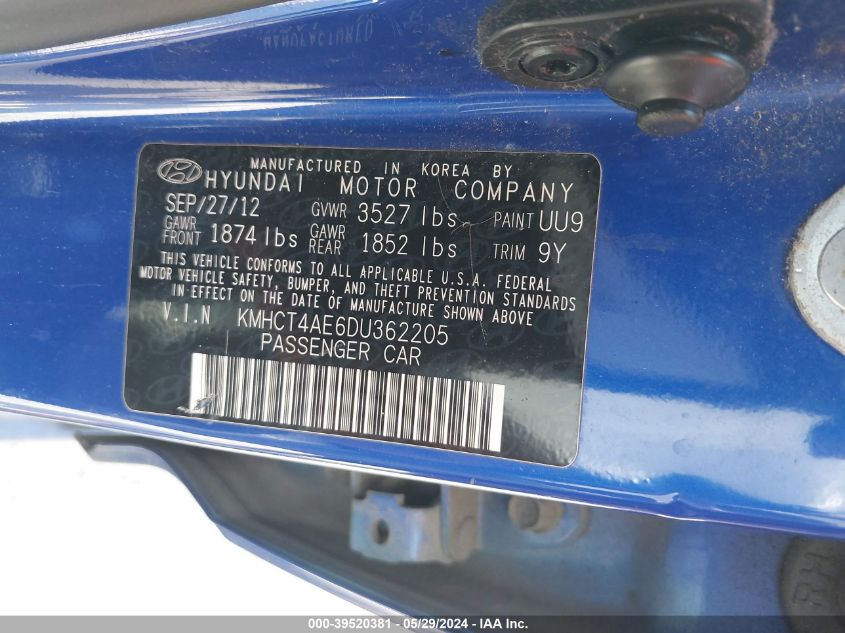 MANUFACTURED IN KOREA BY
HYUNDAI MOTOR COMPANY
SEP/27/12 GVWR 3527 lbs PAINT UU9
GAWR FRONT 1874 lbs GAWR REAR 1852 lbs TRIM 9Y
THIS VEHICLE CONFORMS TO ALL APPLICABLE U.S.A. FEDERAL
MOTOR VEHICLE SAFETY, BUMPER, AND THEFT PREVENTION STANDARDS
IN EFFECT ON THE DATE OF MANUFACTURE SHOWN ABOVE
V.I.N KMHCT4AE6DU362205
PASSENGER CAR
000-39520381 - 05/29/2024 - IAA Inc.